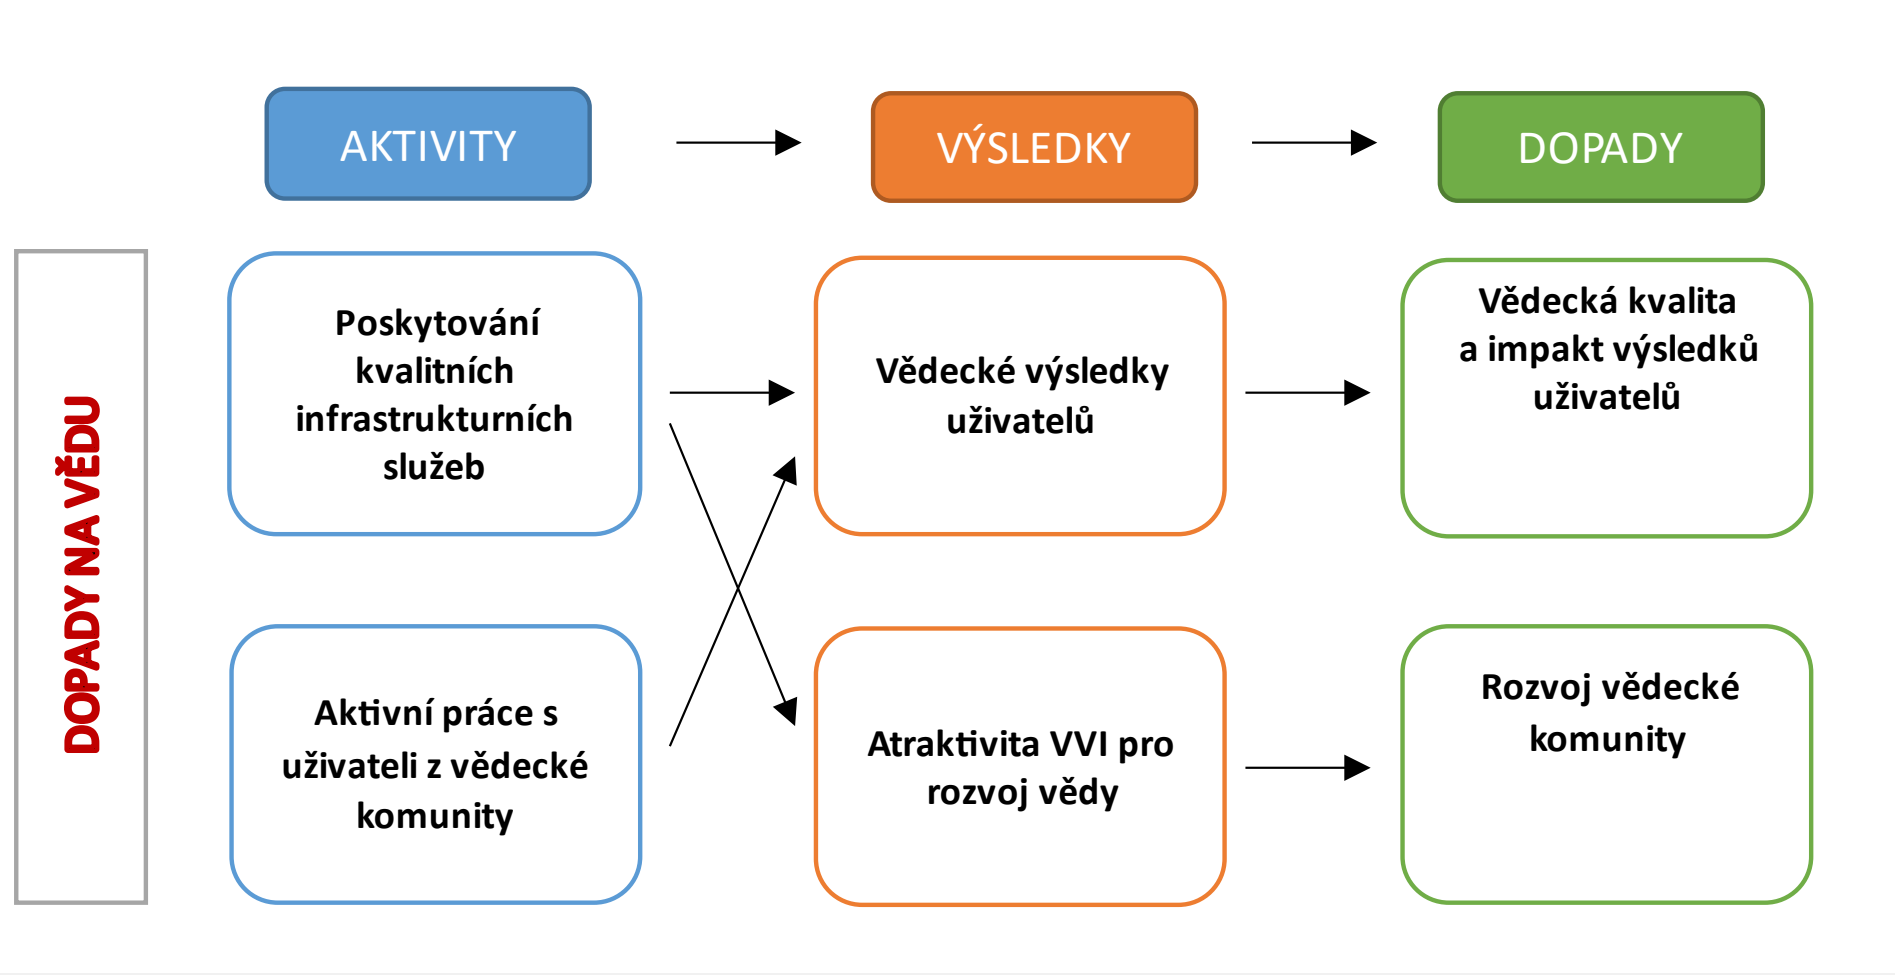 AKTIVITY
VÝSLEDKY
DOPADY
DOPADY NA VĚDU
Poskytování
kvalitních
infrastrukturních
služeb
Vědecké výsledky
uživatelů
Vědecká kvalita
a impakt výsledků
uživatelů
Aktivní práce s
uživateli z vědecké
komunity
Atraktivita VVI pro
rozvoj vědy
Rozvoj vědecké
komunity